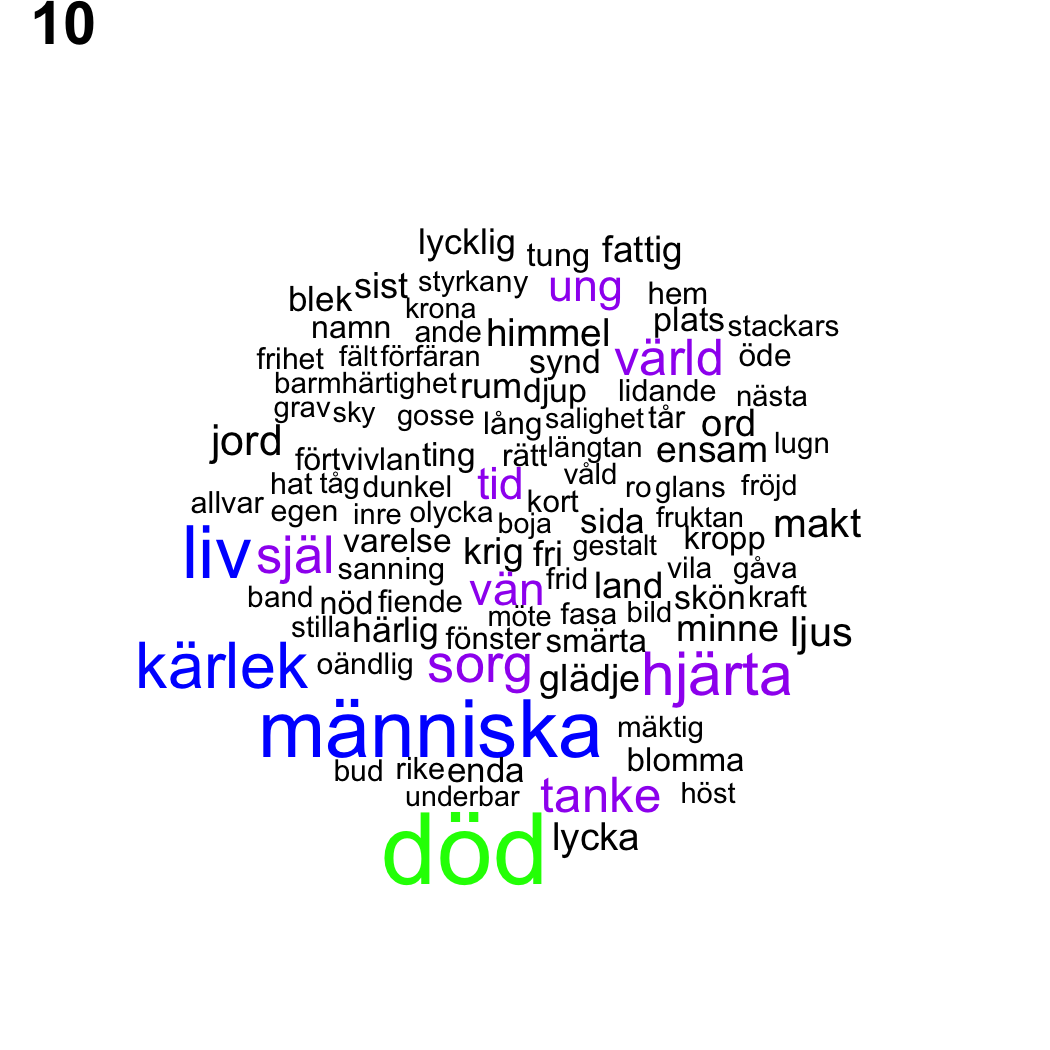 10
lycklig tung fattig
blek sist styrka ny ung hem
namn krona ande himmel plats stackars
frihet fält förfäran synd värld öde
barmhärtighet rum djup lidande nästa
grav sky gosse lång salighet tår ord
jord förtvivlan ting rätt längtan ensam lugn
hat tåg dunkel tid våld ro glans fröjd
allvar egen inre olycka boja kort sida fruktan makt
liv själ varelse krig fri gestalt kropp
sanning vän frid land vila gåva
band nöd fiende möte fasa bild skön kraft
stilla härlig fönster smärta minne ljus
kärlek oändlig sorg glädje hjärta
människa mäktig
bud rike enda blomma
underbar tanke höst
död lycka